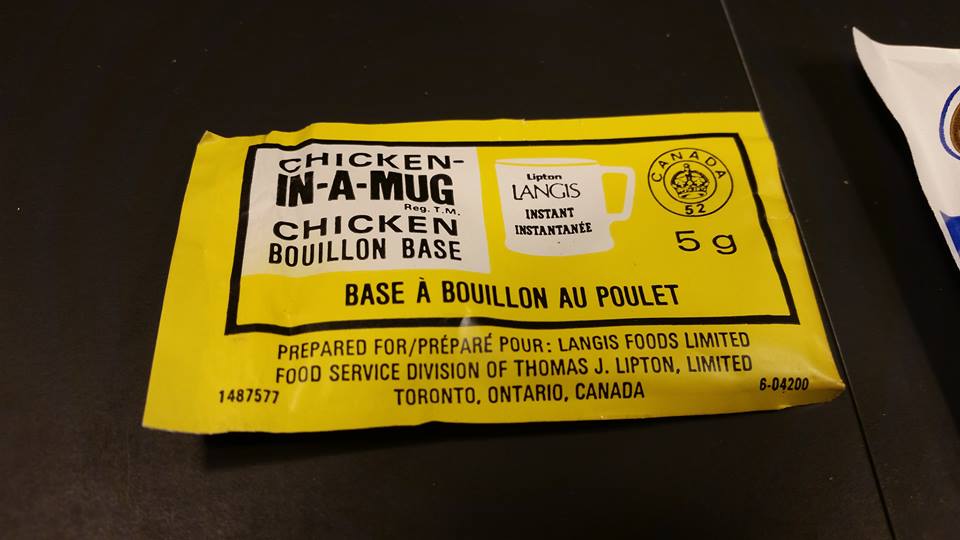 CHICKEN-
IN-A-MUG
Reg. T.M.
CHICKEN
BOUILLON BASE
Lipton
LANGIS
INSTANT
INSTANTANÉE
CANADA
52
5 g
BASE À BOUILLON AU POULET
PREPARED FOR/PRÉPARÉ POUR: LANGIS FOODS LIMITED
FOOD SERVICE DIVISION OF THOMAS J. LIPTON, LIMITED
1487577 TORONTO, ONTARIO, CANADA 6-04200